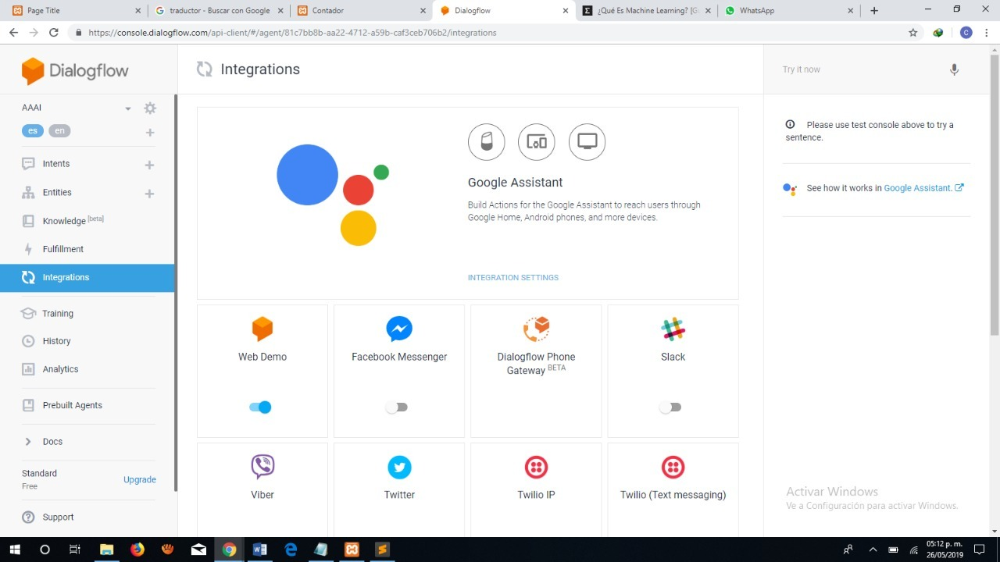 Page Title
traductor - Buscar con Google
Contador
Dialogflow
¿Qué Es Machine Learning? [G
WhatsApp
https://console.dialogflow.com/api-client/#/agent/81c7bb8b-aa22-4712-a59b-caf3ceb706b2/integrations
C
Dialogflow
Integrations
Try it now
AAAI
es en
Intents
Entities
Knowledge [beta]
Fulfillment
Integrations
Training
History
Analytics
Prebuilt Agents
Docs
Standard
Free
Upgrade
Support
Google Assistant
Build Actions for the Google Assistant to reach users through
Google Home, Android phones, and more devices.
INTEGRATION SETTINGS
Web Demo
Facebook Messenger
Dialogflow Phone
Gateway BETA
Slack
Viber
Twitter
Twilio IP
Twilio (Text messaging)
Please use test console above to try a
sentence.
See how it works in Google Assistant.
Activar Windows
Ve a Configuración para activar Windows.
05:12 p. m.
26/05/2019